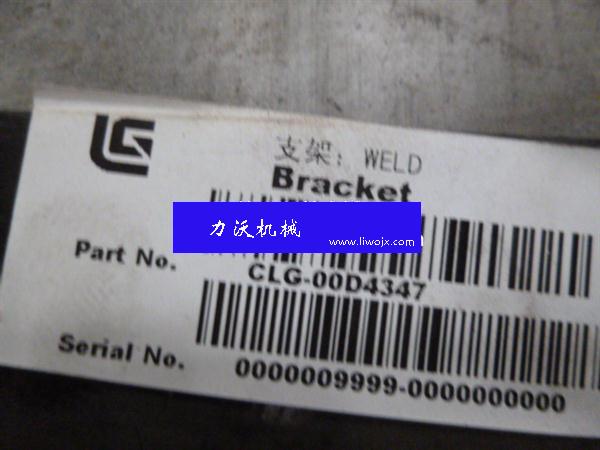 LG
支架: WELD
Bracket
力沃机械
www.liwojx.com
Part No.
CLG-00D4347
Serial No.
0000009999-0000000000